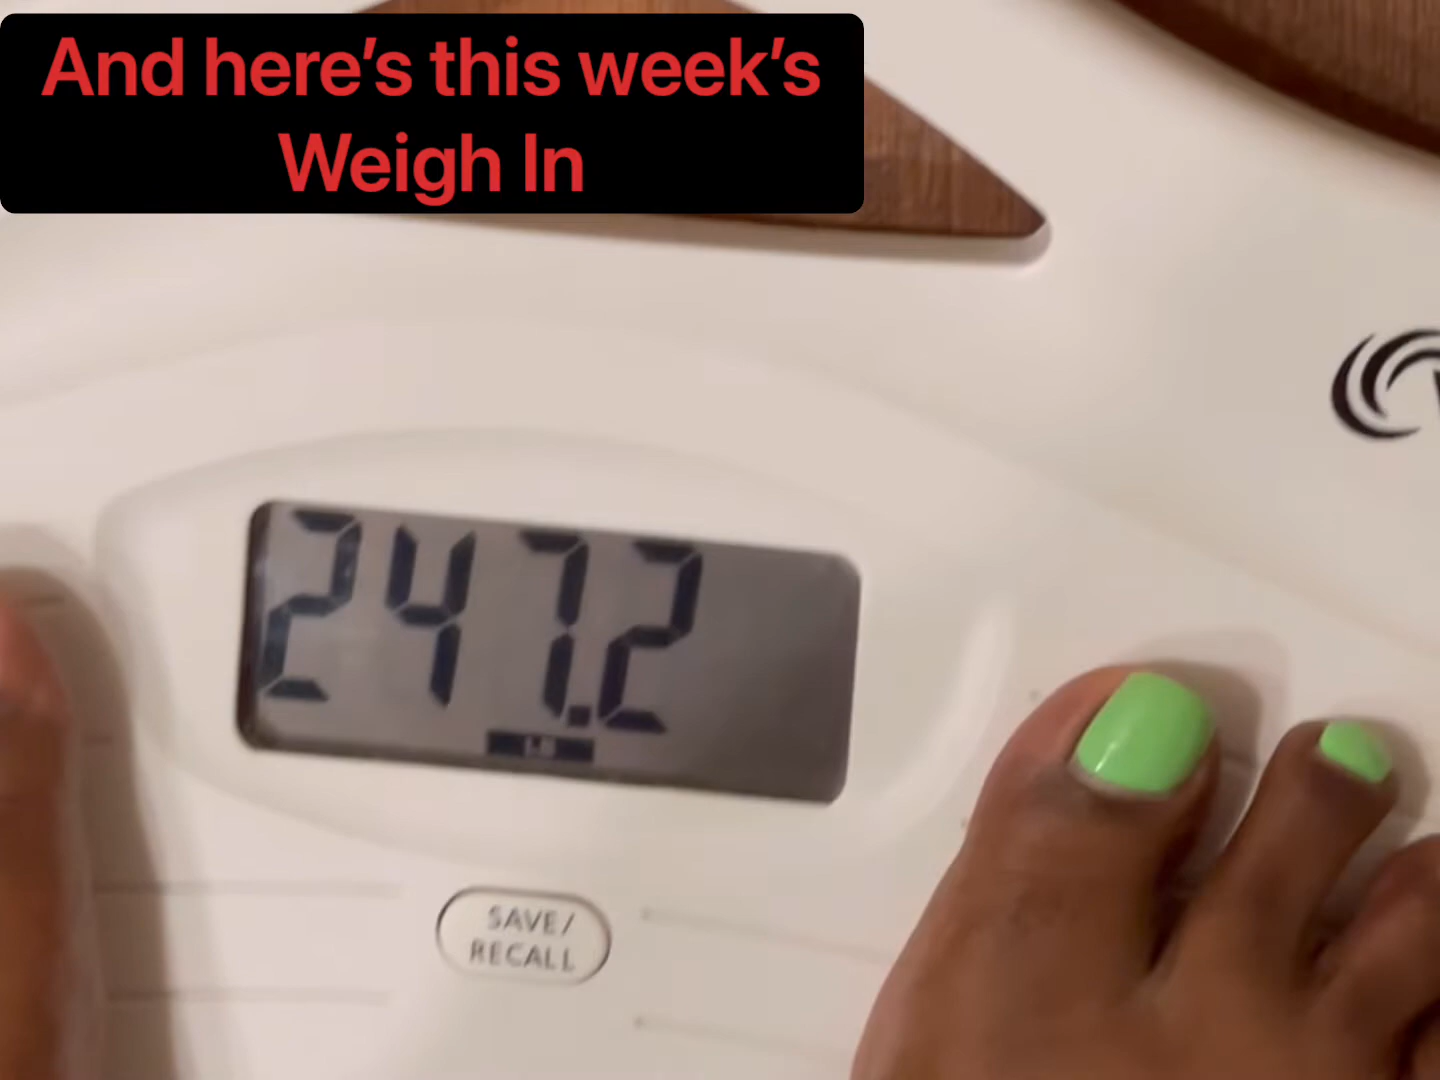 And here’s this week’s
Weigh In
247.2
SAVE/
RECALL